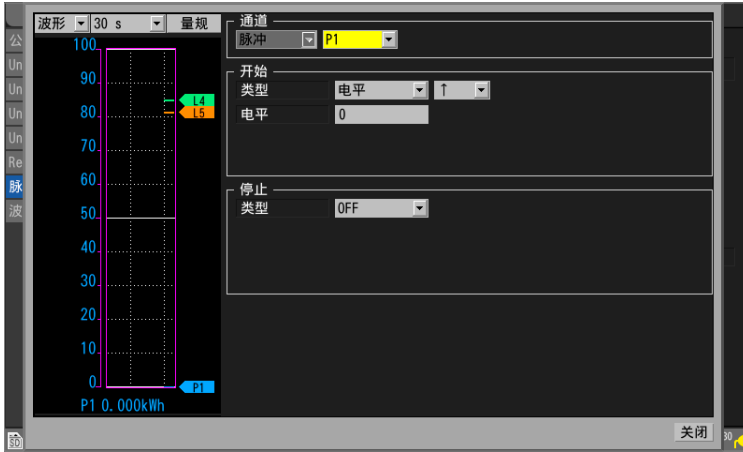 波形 30 s 量规
100
90
80
70
60
50
40
30
20
10
0
L4
L5
P1
P1 0.000kWh
通道
脉冲 P1
开始
类型 电平 ↑
电平 0
停止
类型 OFF
关闭
公
Un
Un
Un
Un
Re
脉
波
SD
30